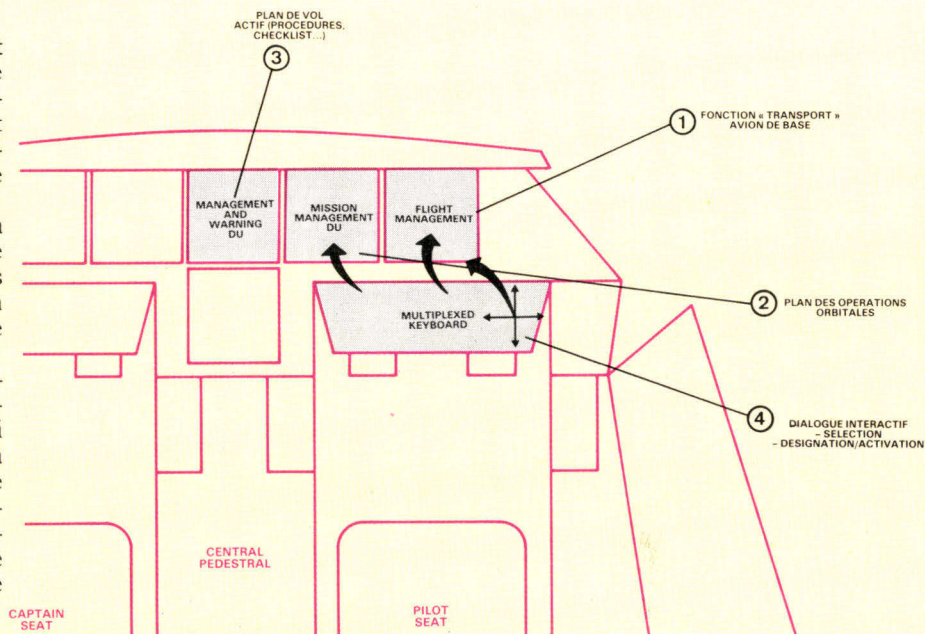 PLAN DE VOL
ACTIF (PROCEDURES,
CHECKLIST...)
3
1
FONCTION « TRANSPORT »
AVION DE BASE
MANAGEMENT
AND
WARNING
DU
MISSION
MANAGEMENT
DU
FLIGHT
MANAGEMENT
2
PLAN DES OPERATIONS
ORBITALES
MULTIPLEXED
KEYBOARD
4
DIALOGUE INTERACTIF
– SELECTION
– DESIGNATION/ACTIVATION
CENTRAL
PEDESTRAL
CAPTAIN
SEAT
PILOT
SEAT